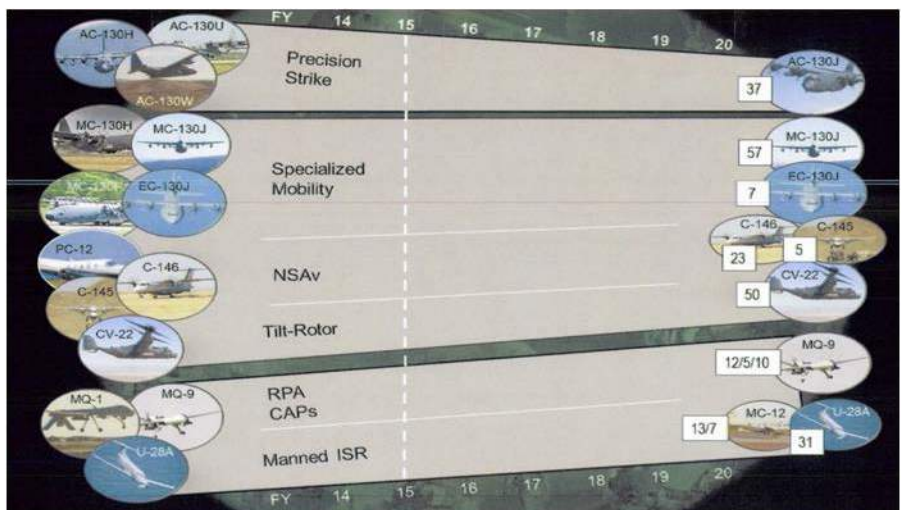 FY 14 15 16 17 18 19 20
AC-130H
AC-130U
AC-130W
Precision
Strike
AC-130J
37
MC-130H
MC-130J
EC-130J
Specialized
Mobility
MC-130J
57
EC-130J
7
PC-12
C-146
C-145
CV-22
NSAv
Tilt-Rotor
C-146
23
C-145
5
CV-22
50
MQ-1
MQ-9
U-28A
RPA
CAPs
Manned ISR
MQ-9
12/5/10
MC-12
13/7
U-28A
31
FY 14 15 16 17 18 19 20